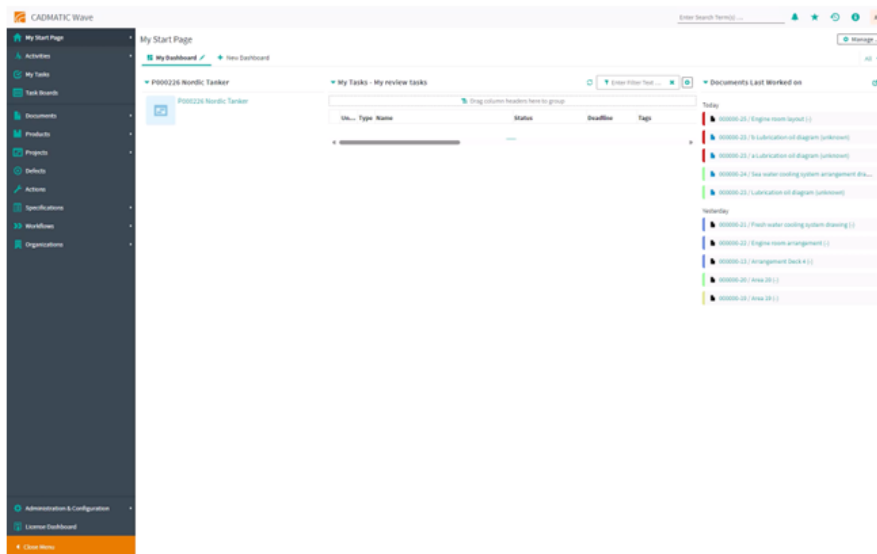 CADMATIC Wave
Enter Search Term(s) ...
My Start Page
Activities
My Tasks
Task Boards
Documents
Products
Projects
Defects
Actions
Specifications
Workflows
Organizations
Administration & Configuration
License Dashboard
Close Menu
My Start Page
Manage
My Dashboard
+ New Dashboard
All
P000226 Nordic Tanker
P000226 Nordic Tanker
My Tasks - My review tasks
Enter Filter Text ...
Drag column headers here to group
Un... Type Name Status Deadline Tags
Documents Last Worked on
Today
000000-23 / Engine room layout (-)
000000-25 / b Lubrication oil diagram (unknown)
000000-25 / a Lubrication oil diagram (unknown)
000000-24 / Sea water cooling system arrangement dra...
000000-25 / Lubrication oil diagram (unknown)
Yesterday
000000-21 / Fresh water cooling system drawing (-)
000000-22 / Engine room arrangement (-)
000000-13 / Arrangement Deck 4 (-)
000000-20 / Area 20 (-)